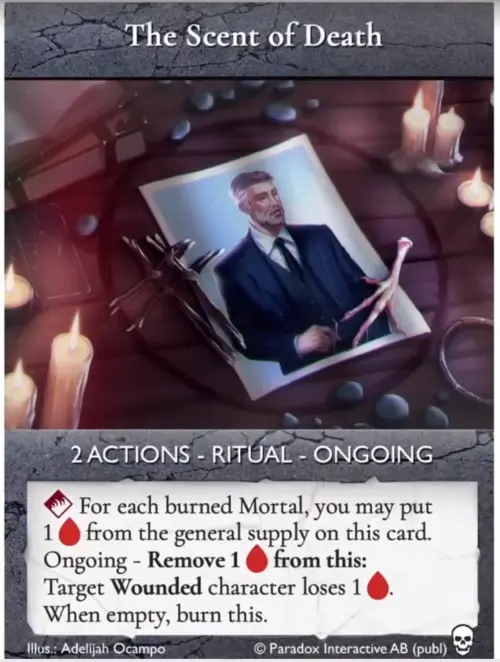 The Scent of Death
2 ACTIONS - RITUAL - ONGOING
For each burned Mortal, you may put
1 from the general supply on this card.
Ongoing - Remove 1 from this:
Target Wounded character loses 1 .
When empty, burn this.
Illus.: Adelijah Ocampo © Paradox Interactive AB (publ)